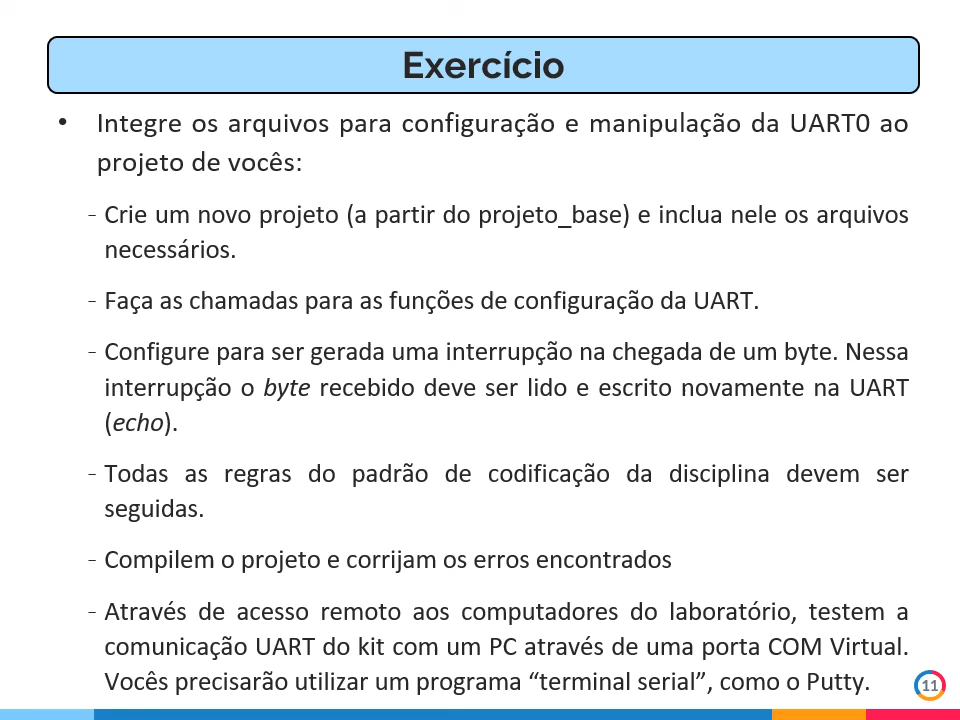 Exercício
• Integre os arquivos para configuração e manipulação da UART0 ao
projeto de vocês:
- Crie um novo projeto (a partir do projeto_base) e inclua nele os arquivos
necessários.
- Faça as chamadas para as funções de configuração da UART.
- Configure para ser gerada uma interrupção na chegada de um byte. Nessa
interrupção o byte recebido deve ser lido e escrito novamente na UART
(echo).
- Todas as regras do padrão de codificação da disciplina devem ser
seguidas.
- Compilem o projeto e corrijam os erros encontrados
- Através de acesso remoto aos computadores do laboratório, testem a
comunicação UART do kit com um PC através de uma porta COM Virtual.
Vocês precisarão utilizar um programa “terminal serial”, como o Putty.
11